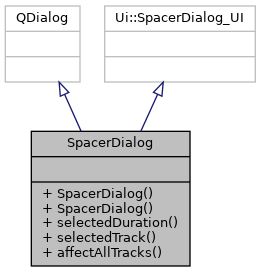 QDialog
Ui::SpacerDialog_UI
SpacerDialog
+ SpacerDialog()
+ SpacerDialog()
+ selectedDuration()
+ selectedTrack()
+ affectAllTracks()